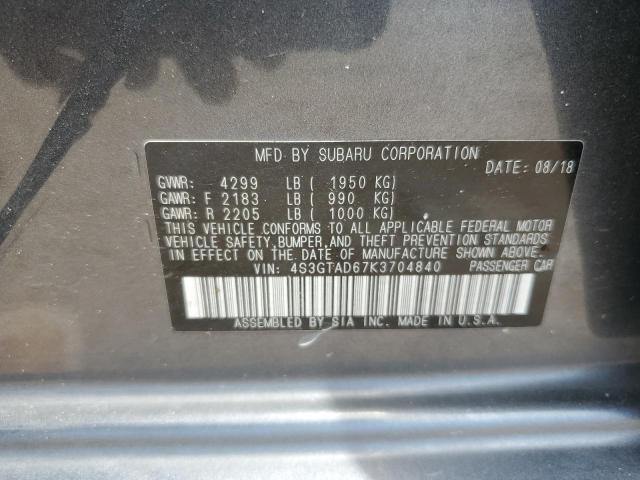 MFD BY SUBARU CORPORATION
DATE: 08/18
GVWR: 4299 LB ( 1950 KG)
GAWR: F 2183 LB ( 990 KG)
GAWR: R 2205 LB ( 1000 KG)
THIS VEHICLE CONFORMS TO ALL APPLICABLE FEDERAL MOTOR
VEHICLE SAFETY, BUMPER, AND THEFT PREVENTION STANDARDS
IN EFFECT ON THE DATE OF MANUFACTURE SHOWN ABOVE.
VIN: 4S3GTAD67K3704840 PASSENGER CAR
ASSEMBLED BY SIA INC. MADE IN U.S.A.